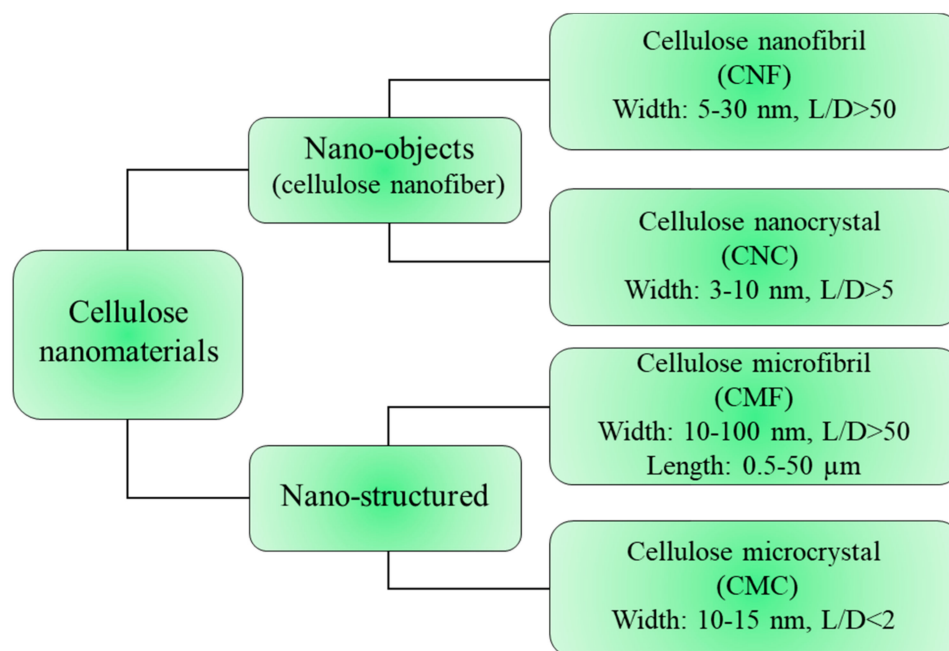 Cellulose nanofibril
(CNF)
Width: 5-30 nm, L/D>50
Nano-objects
(cellulose nanofiber)
Cellulose nanocrystal
(CNC)
Width: 3-10 nm, L/D>5
Cellulose
nanomaterials
Cellulose microfibril
(CMF)
Width: 10-100 nm, L/D>50
Length: 0.5-50 µm
Nano-structured
Cellulose microcrystal
(CMC)
Width: 10-15 nm, L/D<2